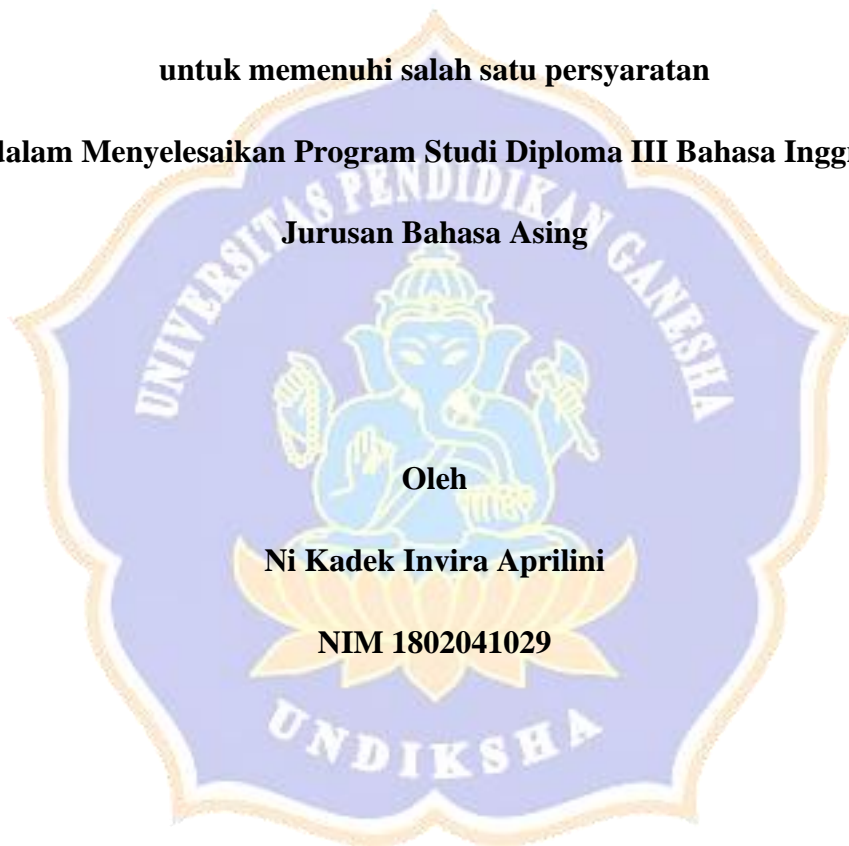 untuk memenuhi salah satu persyaratan
dalam Menyelesaikan Program Studi Diploma III Bahasa Inggr
UNIVERSITAS PENDIDIKAN GANESHA
Jurusan Bahasa Asing
Oleh
Ni Kadek Invira Aprilini
NIM 1802041029
UNDIKSHA